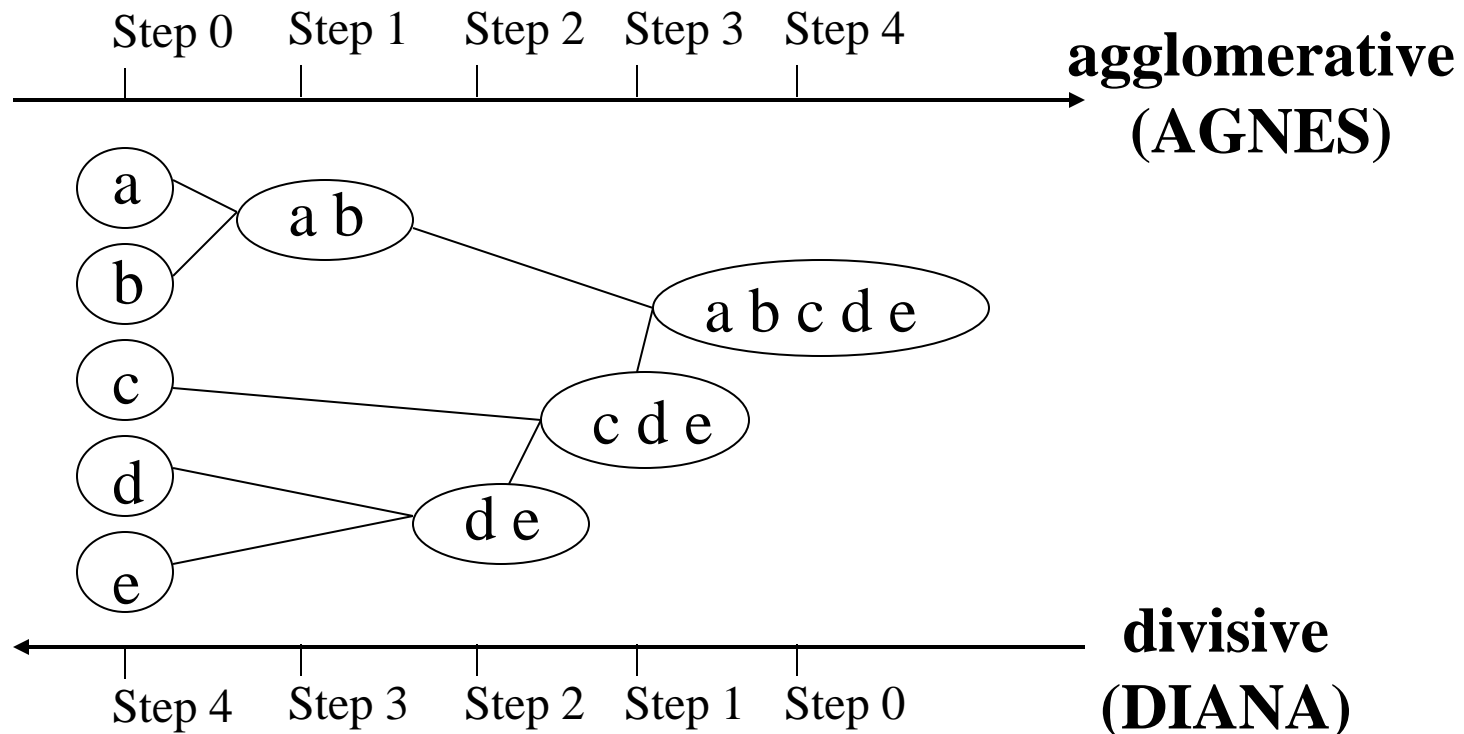 Step 0 Step 1 Step 2 Step 3 Step 4
agglomerative
(AGNES)
a
a b
b
a b c d e
c
c d e
d
d e
e
divisive
(DIANA)
Step 4 Step 3 Step 2 Step 1 Step 0